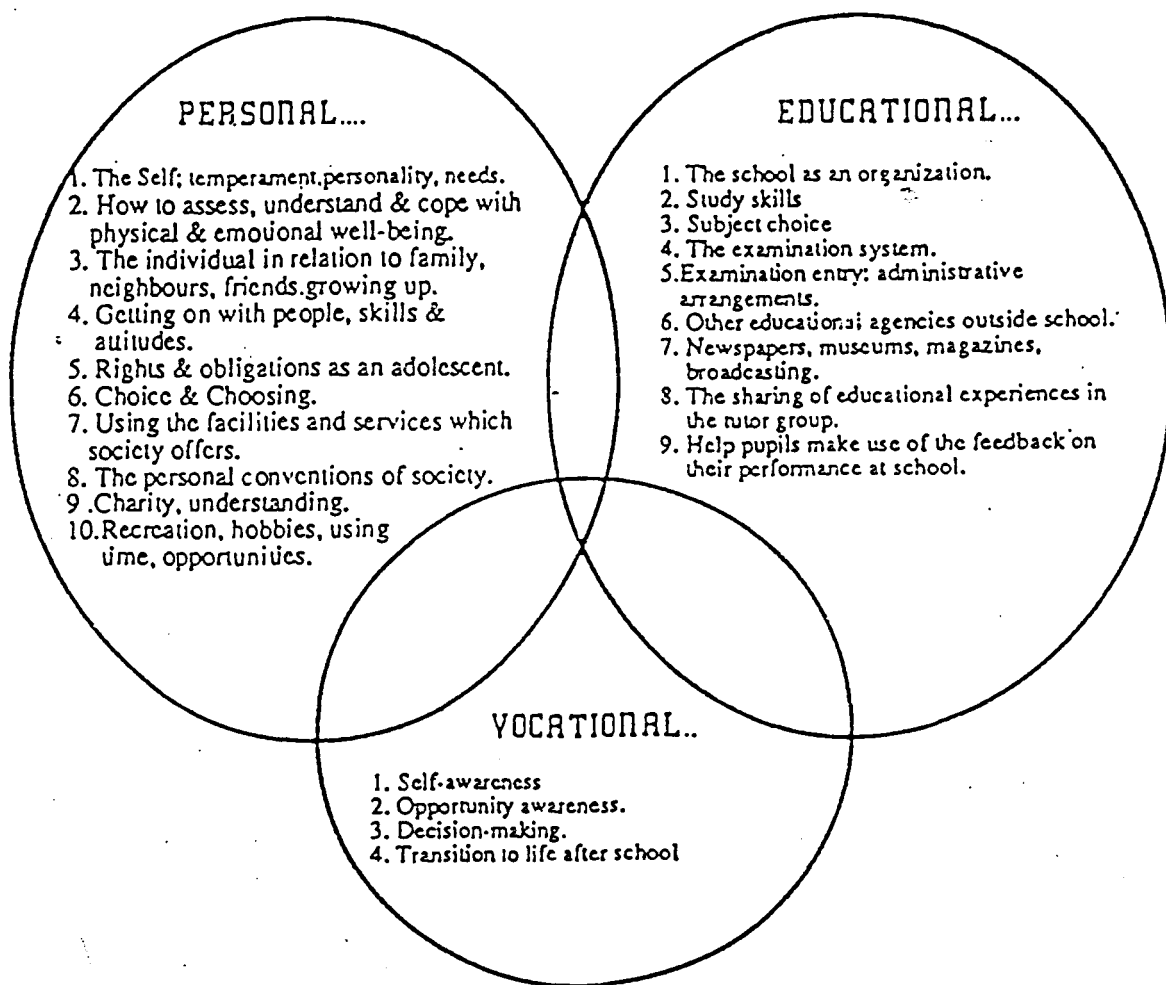 PERSONAL....
1. The Self; temperament,personality, needs.
2. How to assess, understand & cope with
physical & emotional well-being.
3. The individual in relation to family,
neighbours, friends.growing up.
4. Getting on with people, skills &
attitudes.
5. Rights & obligations as an adolescent.
6. Choice & Choosing.
7. Using the facilities and services which
society offers.
8. The personal conventions of society.
9 .Charity, understanding.
10.Recreation, hobbies, using
time, opportunities.
EDUCATIONAL...
1. The school as an organization.
2. Study skills
3. Subject choice
4. The examination system.
5.Examination entry: administrative
arrangements.
6. Other educational agencies outside school.
7. Newspapers, museums, magazines,
broadcasting.
8. The sharing of educational experiences in
the tutor group.
9. Help pupils make use of the feedback on
their performance at school.
VOCATIONAL..
1. Self-awareness
2. Opportunity awareness.
3. Decision-making.
4. Transition to life after school